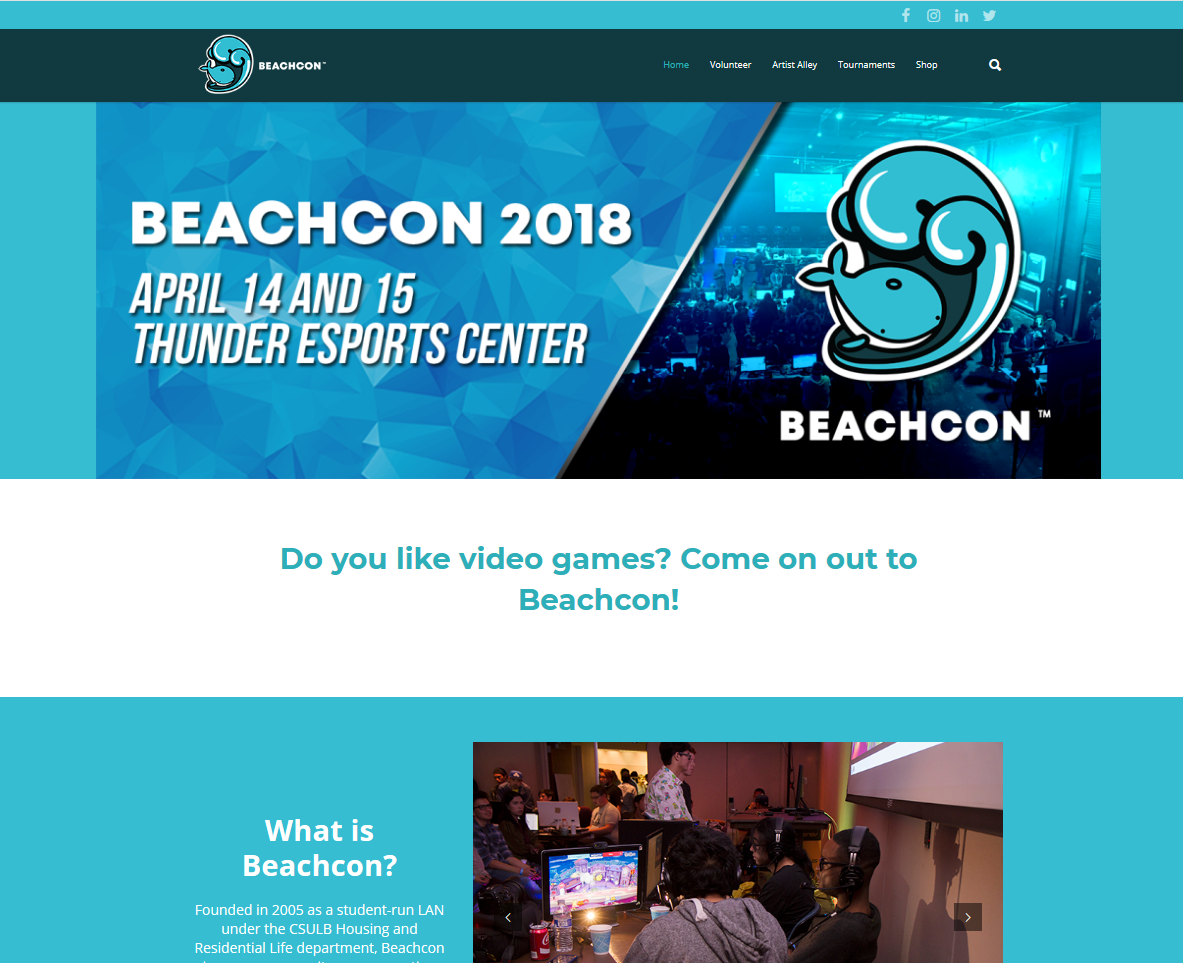 BEACHCON™
Home
Volunteer
Artist Alley
Tournaments
Shop
BEACHCON 2018
APRIL 14 AND 15
THUNDER ESPORTS CENTER
BEACHCON™
Do you like video games? Come on out to
Beachcon!
What is
Beachcon?
Founded in 2005 as a student-run LAN
under the CSULB Housing and
Residential Life department, Beachcon